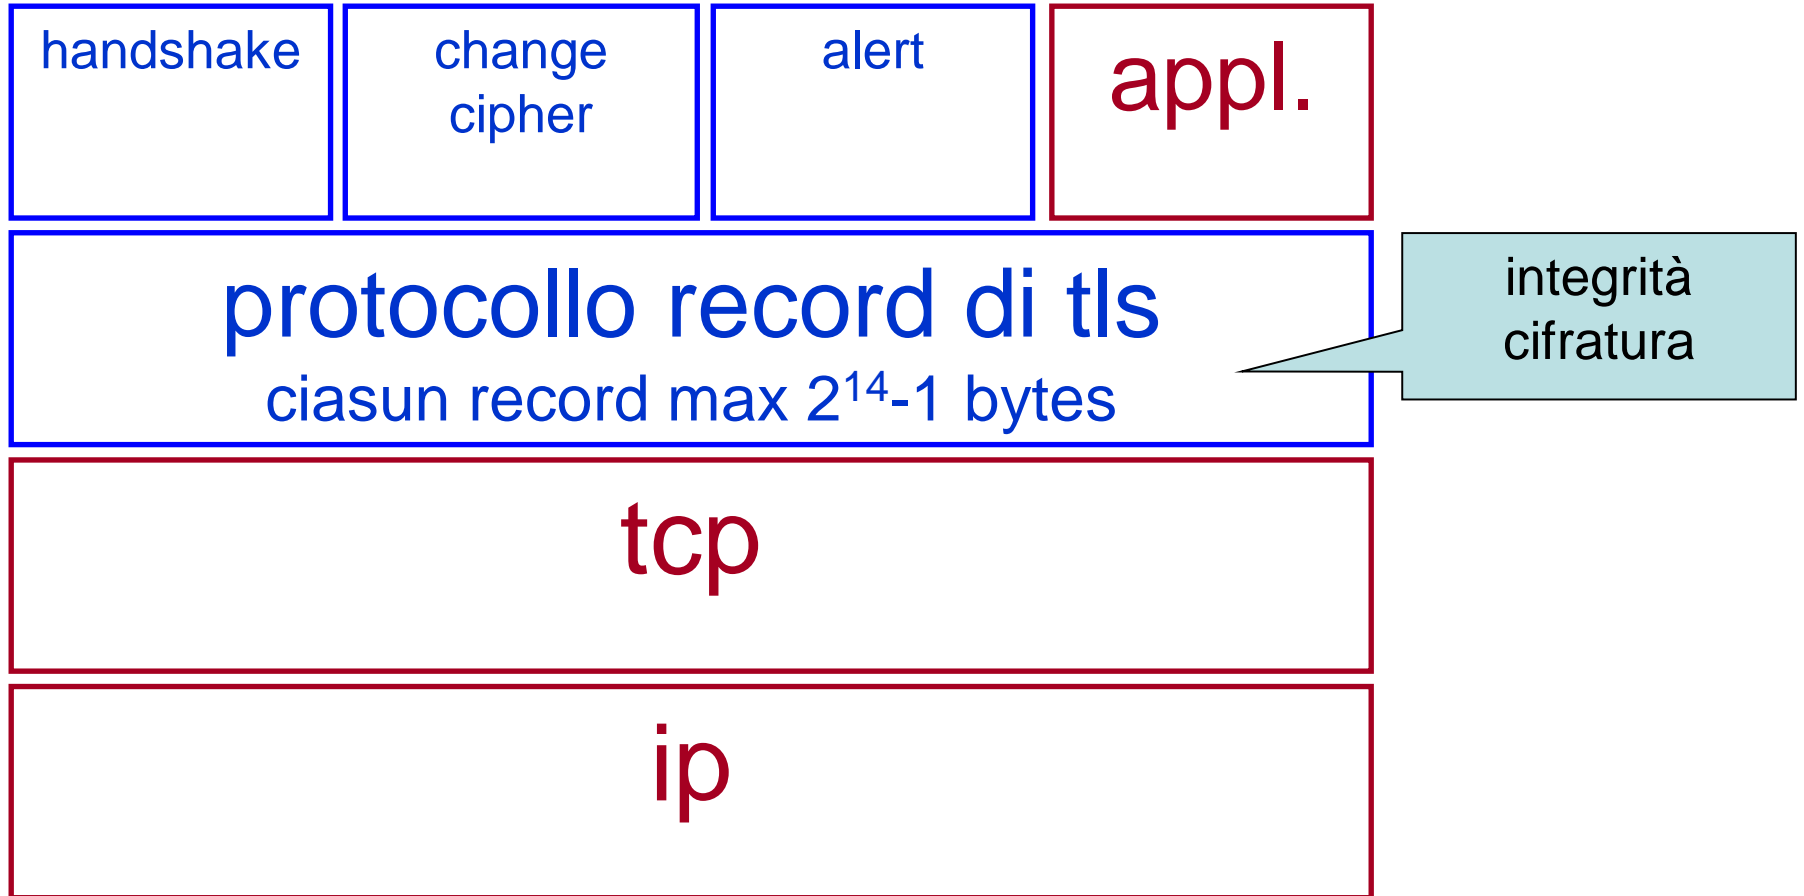 handshake
change
cipher
alert
appl.
protocollo record di tls
ciasun record max 2¹⁴-1 bytes
integrità
cifratura
tcp
ip